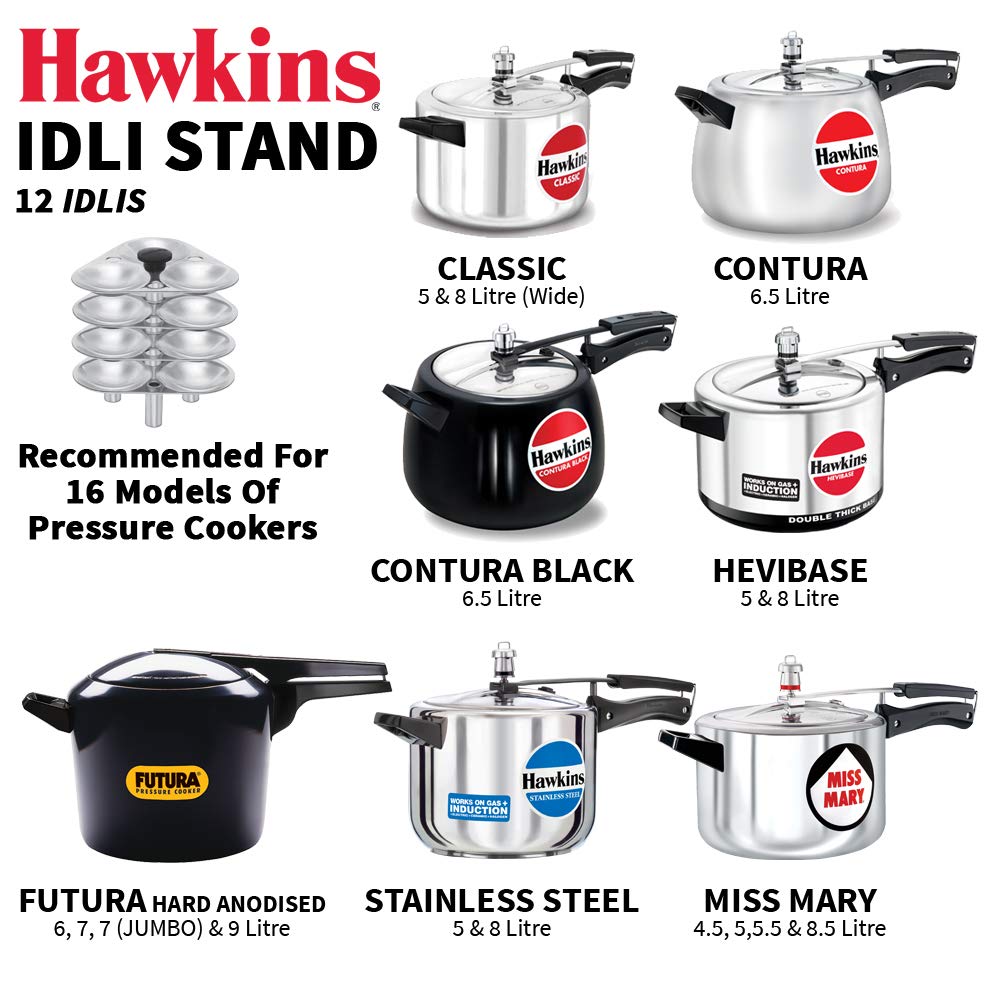 Hawkins®
IDLI STAND
12 IDLIS
Recommended For
16 Models Of
Pressure Cookers
Hawkins
CLASSIC
CLASSIC
5 & 8 Litre (Wide)
Hawkins
CONTURA
CONTURA
6.5 Litre
Hawkins
CONTURA BLACK
CONTURA BLACK
6.5 Litre
Hawkins
HEVIBASE
WORKS ON GAS +
INDUCTION
DOUBLE THICK BASE
HEVIBASE
5 & 8 Litre
FUTURA
PRESSURE COOKER
FUTURA HARD ANODISED
6, 7, 7 (JUMBO) & 9 Litre
Hawkins
STAINLESS STEEL
WORKS ON GAS +
INDUCTION
•ELECTRIC•CERAMIC•HALOGEN
STAINLESS STEEL
5 & 8 Litre
MISS
MARY
MISS MARY
4.5, 5,5.5 & 8.5 Litre